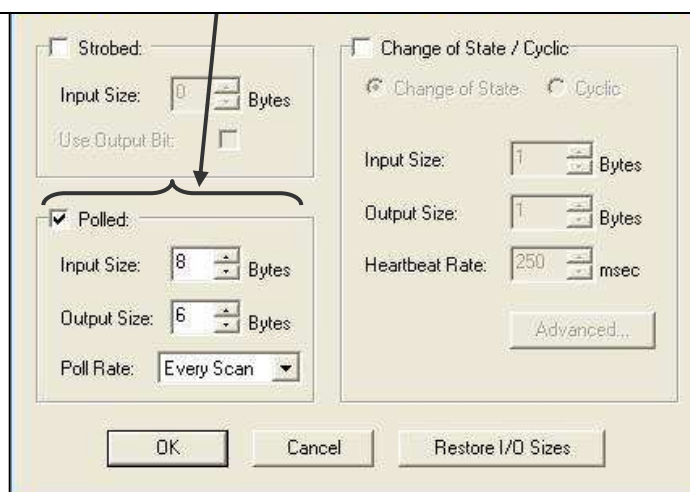 Strobed:
Input Size: 0 Bytes
Use Output Bit:
Polled:
Input Size: 8 Bytes
Output Size: 6 Bytes
Poll Rate: Every Scan
Change of State / Cyclic
Change of State Cyclic
Input Size: 1 Bytes
Output Size: 1 Bytes
Heartbeat Rate: 250 msec
Advanced...
OK Cancel Restore I/O Sizes